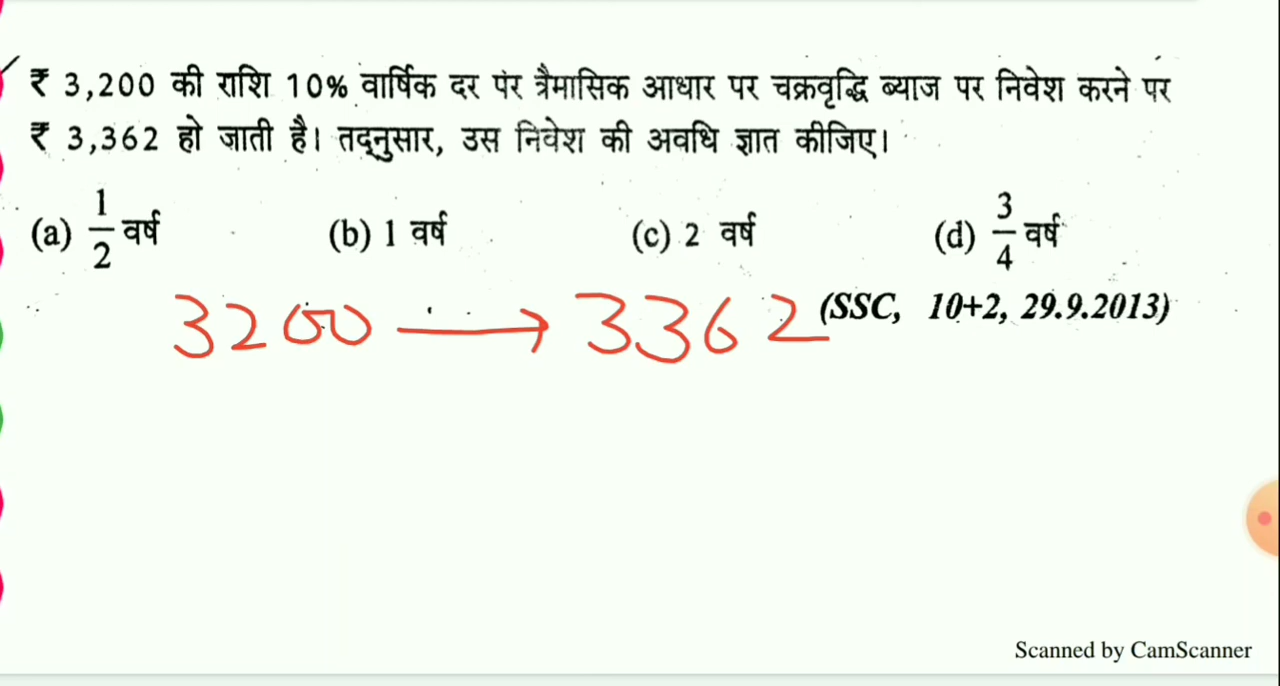 ₹ 3,200 की राशि 10% वार्षिक दर पर त्रैमासिक आधार पर चक्रवृद्धि ब्याज पर निवेश करने पर
₹ 3,362 हो जाती है। तद्नुसार, उस निवेश की अवधि ज्ञात कीजिए।
(a) 1/2 वर्ष (b) 1 वर्ष (c) 2 वर्ष (d) 3/4 वर्ष
(SSC, 10+2, 29.9.2013)
3200 → 3362
Scanned by CamScanner